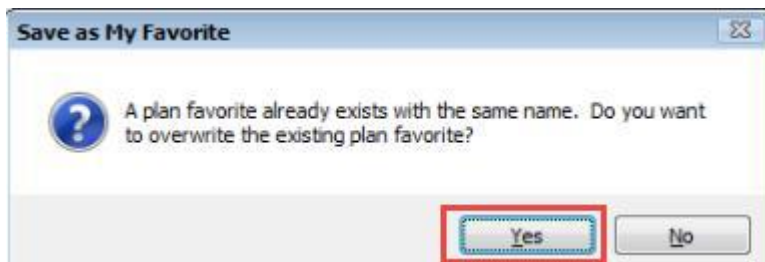 Save as My Favorite
A plan favorite already exists with the same name.  Do you want
to overwrite the existing plan favorite?
Yes
No